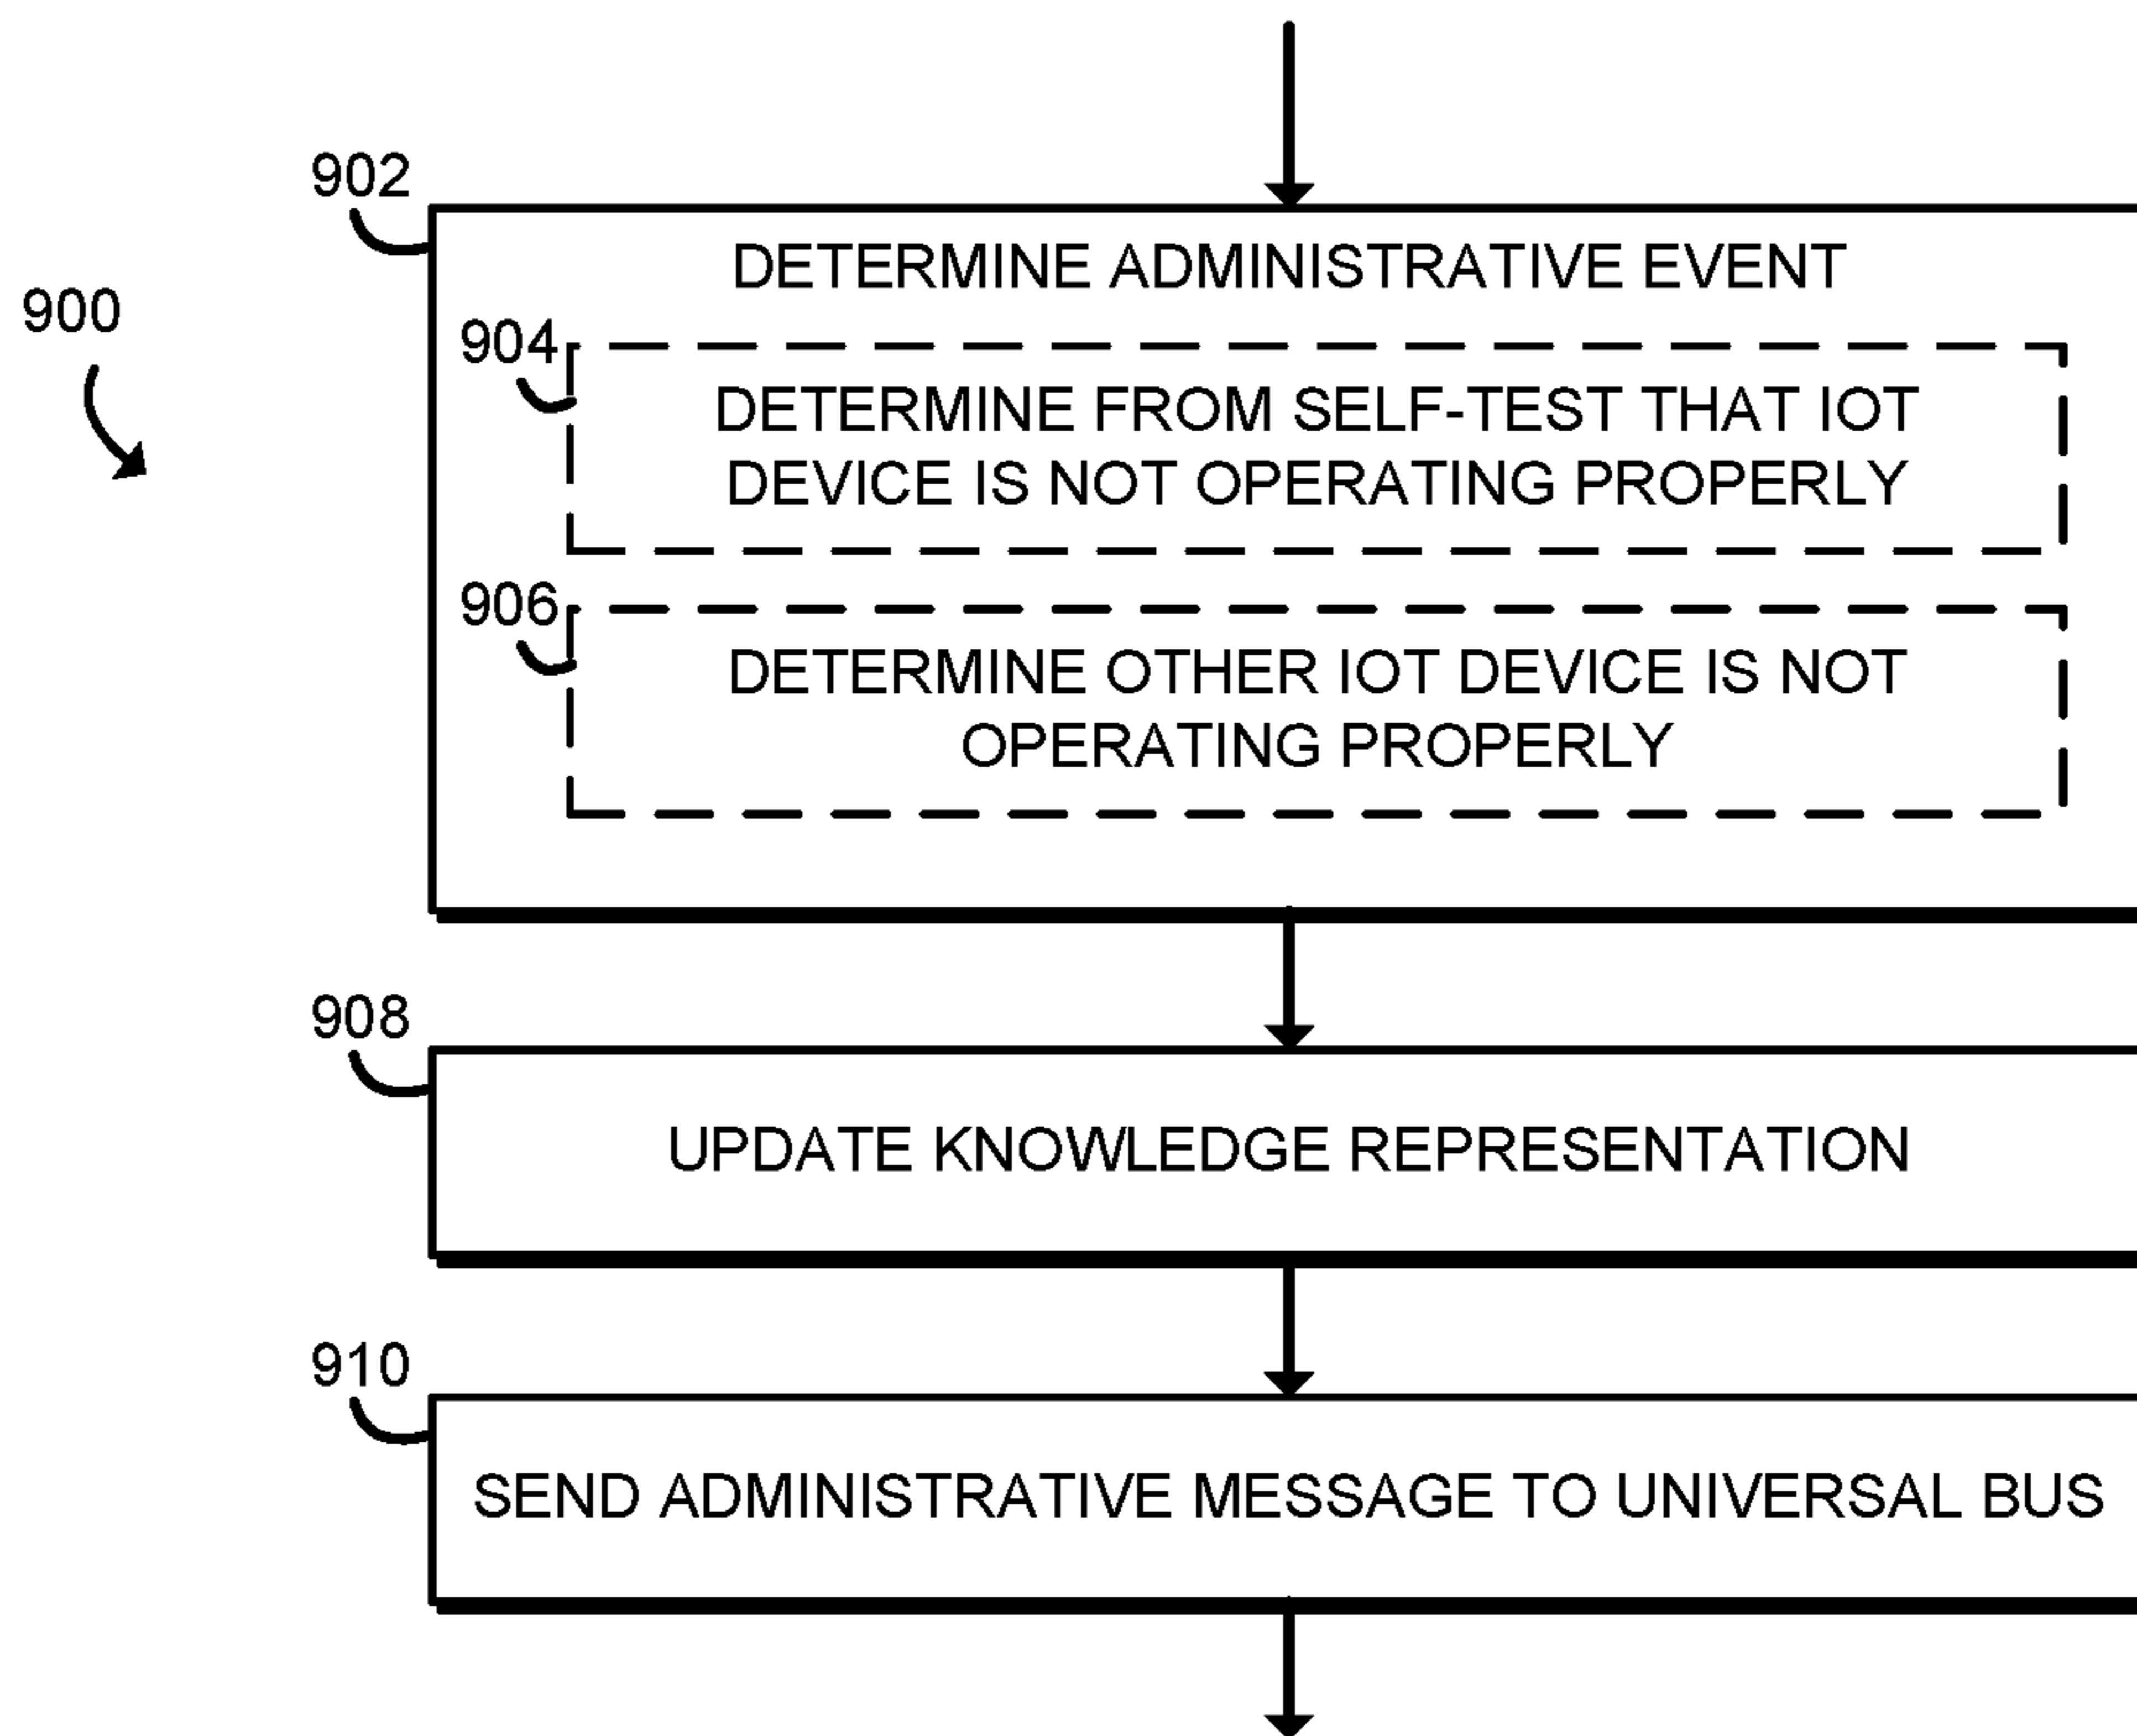 902
DETERMINE ADMINISTRATIVE EVENT
900
904
DETERMINE FROM SELF-TEST THAT IOT
DEVICE IS NOT OPERATING PROPERLY
906
DETERMINE OTHER IOT DEVICE IS NOT
OPERATING PROPERLY
908
UPDATE KNOWLEDGE REPRESENTATION
910
SEND ADMINISTRATIVE MESSAGE TO UNIVERSAL BUS